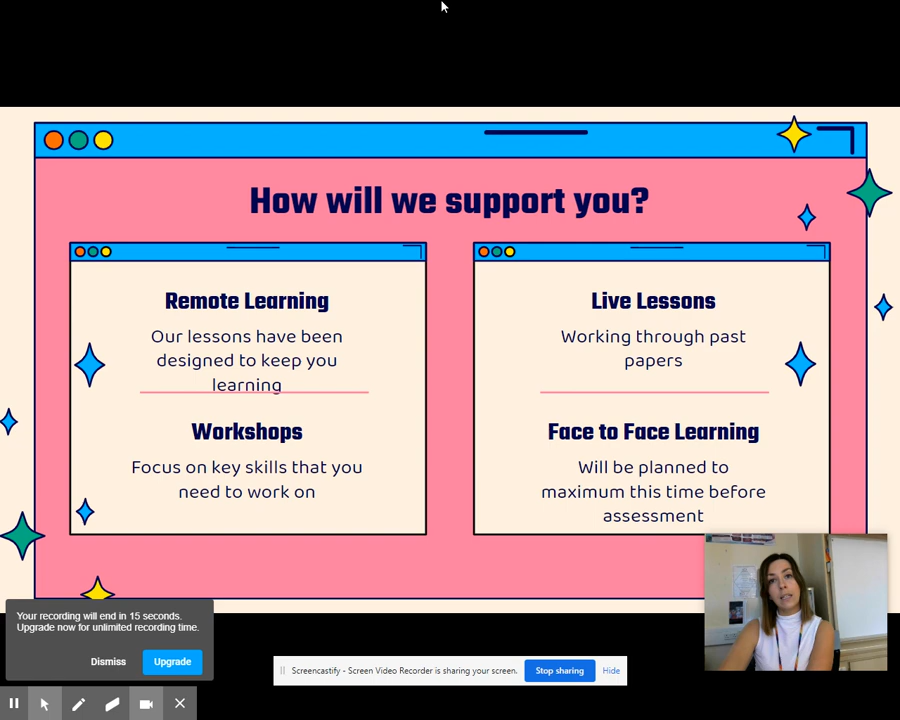 How will we support you?
Remote Learning
Our lessons have been
designed to keep you
learning
Workshops
Focus on key skills that you
need to work on
Live Lessons
Working through past
papers
Face to Face Learning
Will be planned to
maximum this time before
assessment
Your recording will end in 15 seconds.
Upgrade now for unlimited recording time.
Dismiss
Upgrade
Screencastify - Screen Video Recorder is sharing your screen.
Stop sharing
Hide